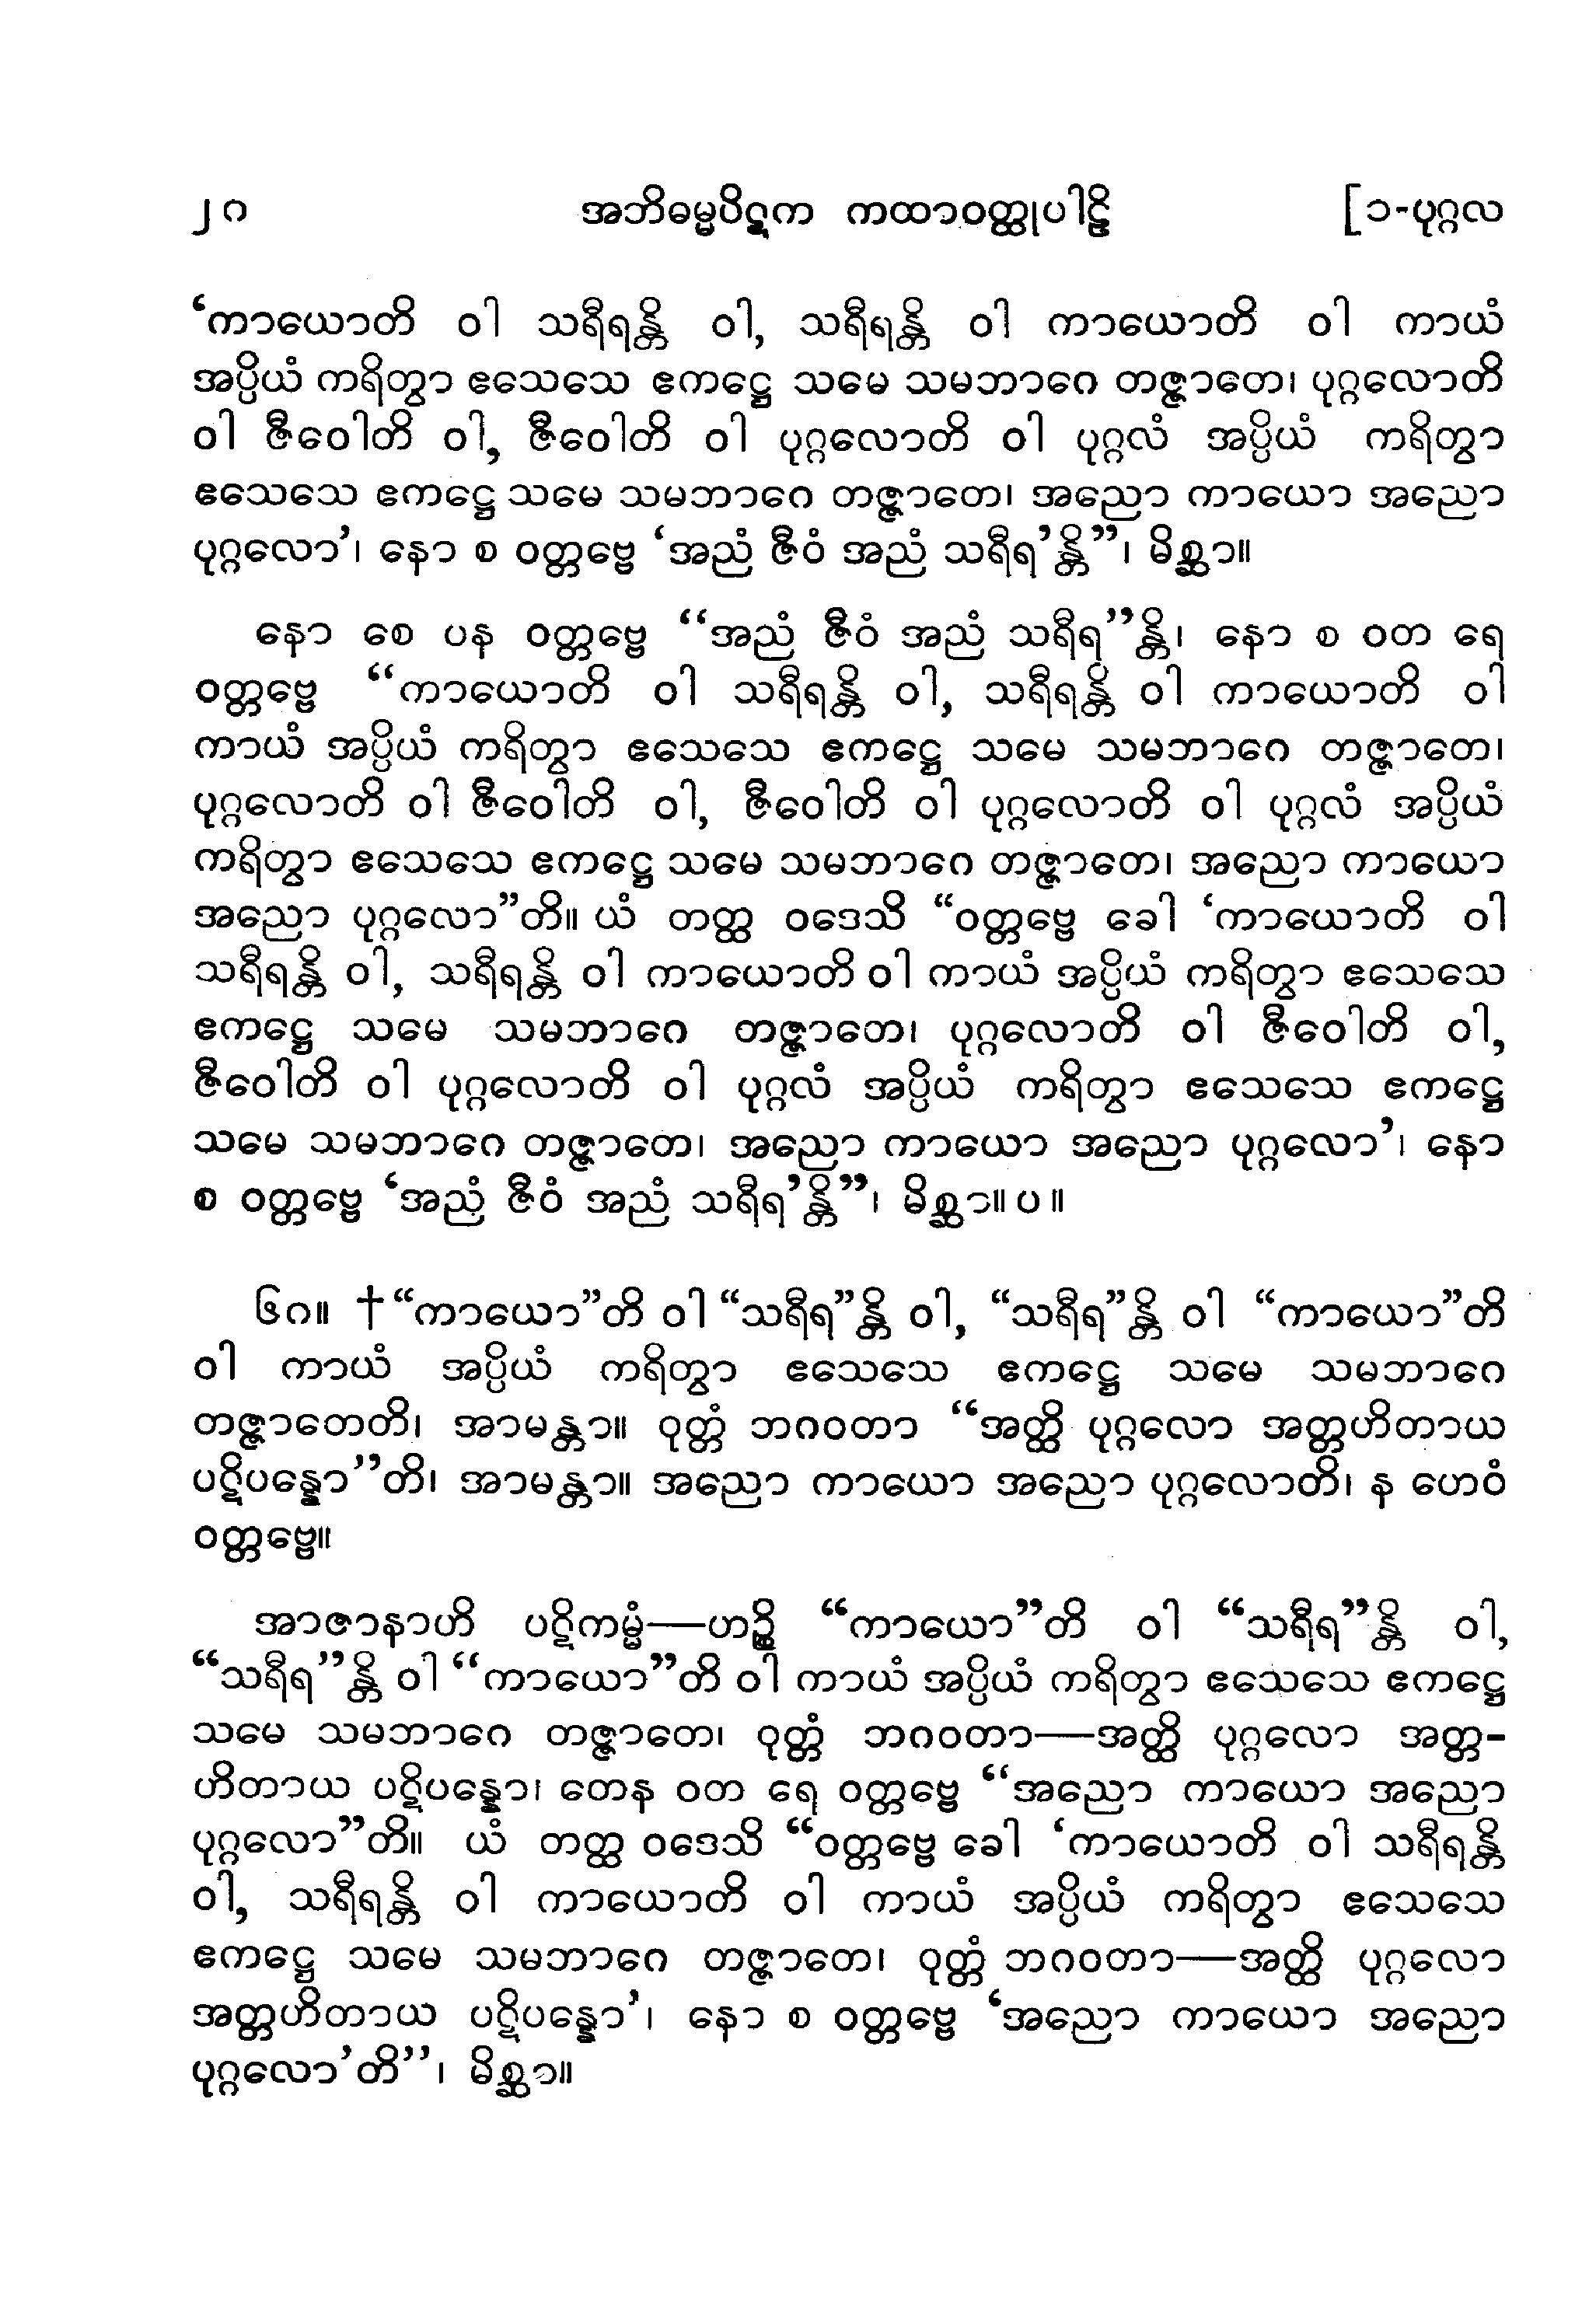 ၂၈ အဘိဓမ္မပိဋက ကထာဝတ္ထုပါဠိ [၁-ပုဂ္ဂလ
‘ကာယောတိ ဝါ သရီရန္တိ ဝါ, သရီရန္တိ ဝါ ကာယောတိ ဝါ ကာယံ
အပ္ပိယံ ကရိတွာ ဧသေသေ ဧကဋ္ဌေ သမေ သမဘာဂေ တဇ္ဇာတေ၊ ပုဂ္ဂလောတိ
ဝါ ဇီဝေါတိ ဝါ, ဇီဝေါတိ ဝါ ပုဂ္ဂလောတိ ဝါ ပုဂ္ဂလံ အပ္ပိယံ ကရိတွာ
ဧသေသေ ဧကဋ္ဌေ သမေ သမဘာဂေ တဇ္ဇာတေ၊ အညော ကာယော အညော
ပုဂ္ဂလော’၊ နော စ ဝတ္တဗ္ဗေ ‘အညံ ဇီဝံ အညံ သရီရ’န္တိ”၊ မိစ္ဆာ။
နော စေ ပန ဝတ္တဗ္ဗေ “အညံ ဇီဝံ အညံ သရီရ”န္တိ၊ နော စ ဝတ ရေ
ဝတ္တဗ္ဗေ “ကာယောတိ ဝါ သရီရန္တိ ဝါ, သရီရန္တိ ဝါ ကာယောတိ ဝါ
ကာယံ အပ္ပိယံ ကရိတွာ ဧသေသေ ဧကဋ္ဌေ သမေ သမဘာဂေ တဇ္ဇာတေ၊
ပုဂ္ဂလောတိ ဝါ ဇီဝေါတိ ဝါ, ဇီဝေါတိ ဝါ ပုဂ္ဂလောတိ ဝါ ပုဂ္ဂလံ အပ္ပိယံ
ကရိတွာ ဧသေသေ ဧကဋ္ဌေ သမေ သမဘာဂေ တဇ္ဇာတေ၊ အညော ကာယော
အညော ပုဂ္ဂလော”တိ။ ယံ တတ္ထ ဝဒေသိ “ဝတ္တဗ္ဗေ ခေါ ‘ကာယောတိ ဝါ
သရီရန္တိ ဝါ, သရီရန္တိ ဝါ ကာယောတိ ဝါ ကာယံ အပ္ပိယံ ကရိတွာ ဧသေသေ
ဧကဋ္ဌေ သမေ သမဘာဂေ တဇ္ဇာတေ၊ ပုဂ္ဂလောတိ ဝါ ဇီဝေါတိ ဝါ,
ဇီဝေါတိ ဝါ ပုဂ္ဂလောတိ ဝါ ပုဂ္ဂလံ အပ္ပိယံ ကရိတွာ ဧသေသေ ဧကဋ္ဌေ
သမေ သမဘာဂေ တဇ္ဇာတေ၊ အညော ကာယော အညော ပုဂ္ဂလော’၊ နော
စ ဝတ္တဗ္ဗေ ‘အညံ ဇီဝံ အညံ သရီရ’န္တိ”၊ မိစ္ဆာ။ ပ ။
၆၈။ †“ကာယော”တိ ဝါ “သရီရ”န္တိ ဝါ, “သရီရ”န္တိ ဝါ “ကာယော”တိ
ဝါ ကာယံ အပ္ပိယံ ကရိတွာ ဧသေသေ ဧကဋ္ဌေ သမေ သမဘာဂေ
တဇ္ဇာတေတိ၊ အာမန္တာ။ ဝုတ္တံ ဘဂဝတာ “အတ္ထိ ပုဂ္ဂလော အတ္တဟိတာယ
ပဋိပန္နော”တိ၊ အာမန္တာ။ အညော ကာယော အညော ပုဂ္ဂလောတိ၊ န ဟေဝံ
ဝတ္တဗ္ဗေ။
အာဇာနာဟိ ပဋိကမ္မံ—ဟဉ္စိ “ကာယော”တိ ဝါ “သရီရ”န္တိ ဝါ,
“သရီရ”န္တိ ဝါ “ကာယော”တိ ဝါ ကာယံ အပ္ပိယံ ကရိတွာ ဧသေသေ ဧကဋ္ဌေ
သမေ သမဘာဂေ တဇ္ဇာတေ၊ ဝုတ္တံ ဘဂဝတာ—အတ္ထိ ပုဂ္ဂလော အတ္တ-
ဟိတာယ ပဋိပန္နော၊ တေန ဝတ ရေ ဝတ္တဗ္ဗေ “အညော ကာယော အညော
ပုဂ္ဂလော”တိ။ ယံ တတ္ထ ဝဒေသိ “ဝတ္တဗ္ဗေ ခေါ ‘ကာယောတိ ဝါ သရီရန္တိ
ဝါ, သရီရန္တိ ဝါ ကာယောတိ ဝါ ကာယံ အပ္ပိယံ ကရိတွာ ဧသေသေ
ဧကဋ္ဌေ သမေ သမဘာဂေ တဇ္ဇာတေ၊ ဝုတ္တံ ဘဂဝတာ—အတ္ထိ ပုဂ္ဂလော
အတ္တဟိတာယ ပဋိပန္နော’၊ နော စ ဝတ္တဗ္ဗေ ‘အညော ကာယော အညော
ပုဂ္ဂလော’တိ”၊ မိစ္ဆာ။